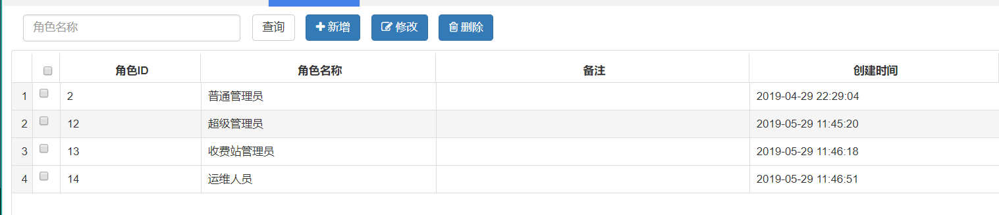 角色名称 查询 新增 修改 删除
角色ID 角色名称 备注 创建时间
1 2 普通管理员 2019-04-29 22:29:04
2 12 超级管理员 2019-05-29 11:45:20
3 13 收费站管理员 2019-05-29 11:46:18
4 14 运维人员 2019-05-29 11:46:51